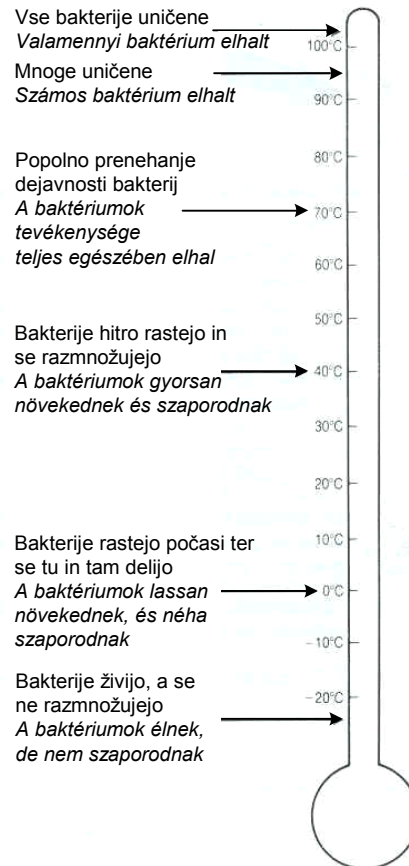 Vse bakterije uničene
Valamennyi baktérium elhalt
100°C
Mnoge uničene
Számos baktérium elhalt
90°C
80°C
Popolno prenehanje
dejavnosti bakterij
A baktériumok
tevékenysége
teljes egészében elhal
70°C
60°C
50°C
Bakterije hitro rastejo in
se razmnožujejo
A baktériumok gyorsan
növekednek és szaporodnak
40°C
30°C
20°C
10°C
Bakterije rastejo počasi ter
se tu in tam delijo
A baktériumok lassan
növekednek, és néha
szaporodnak
0°C
-10°C
Bakterije živijo, a se
ne razmnožujejo
A baktériumok élnek,
de nem szaporodnak
-20°C